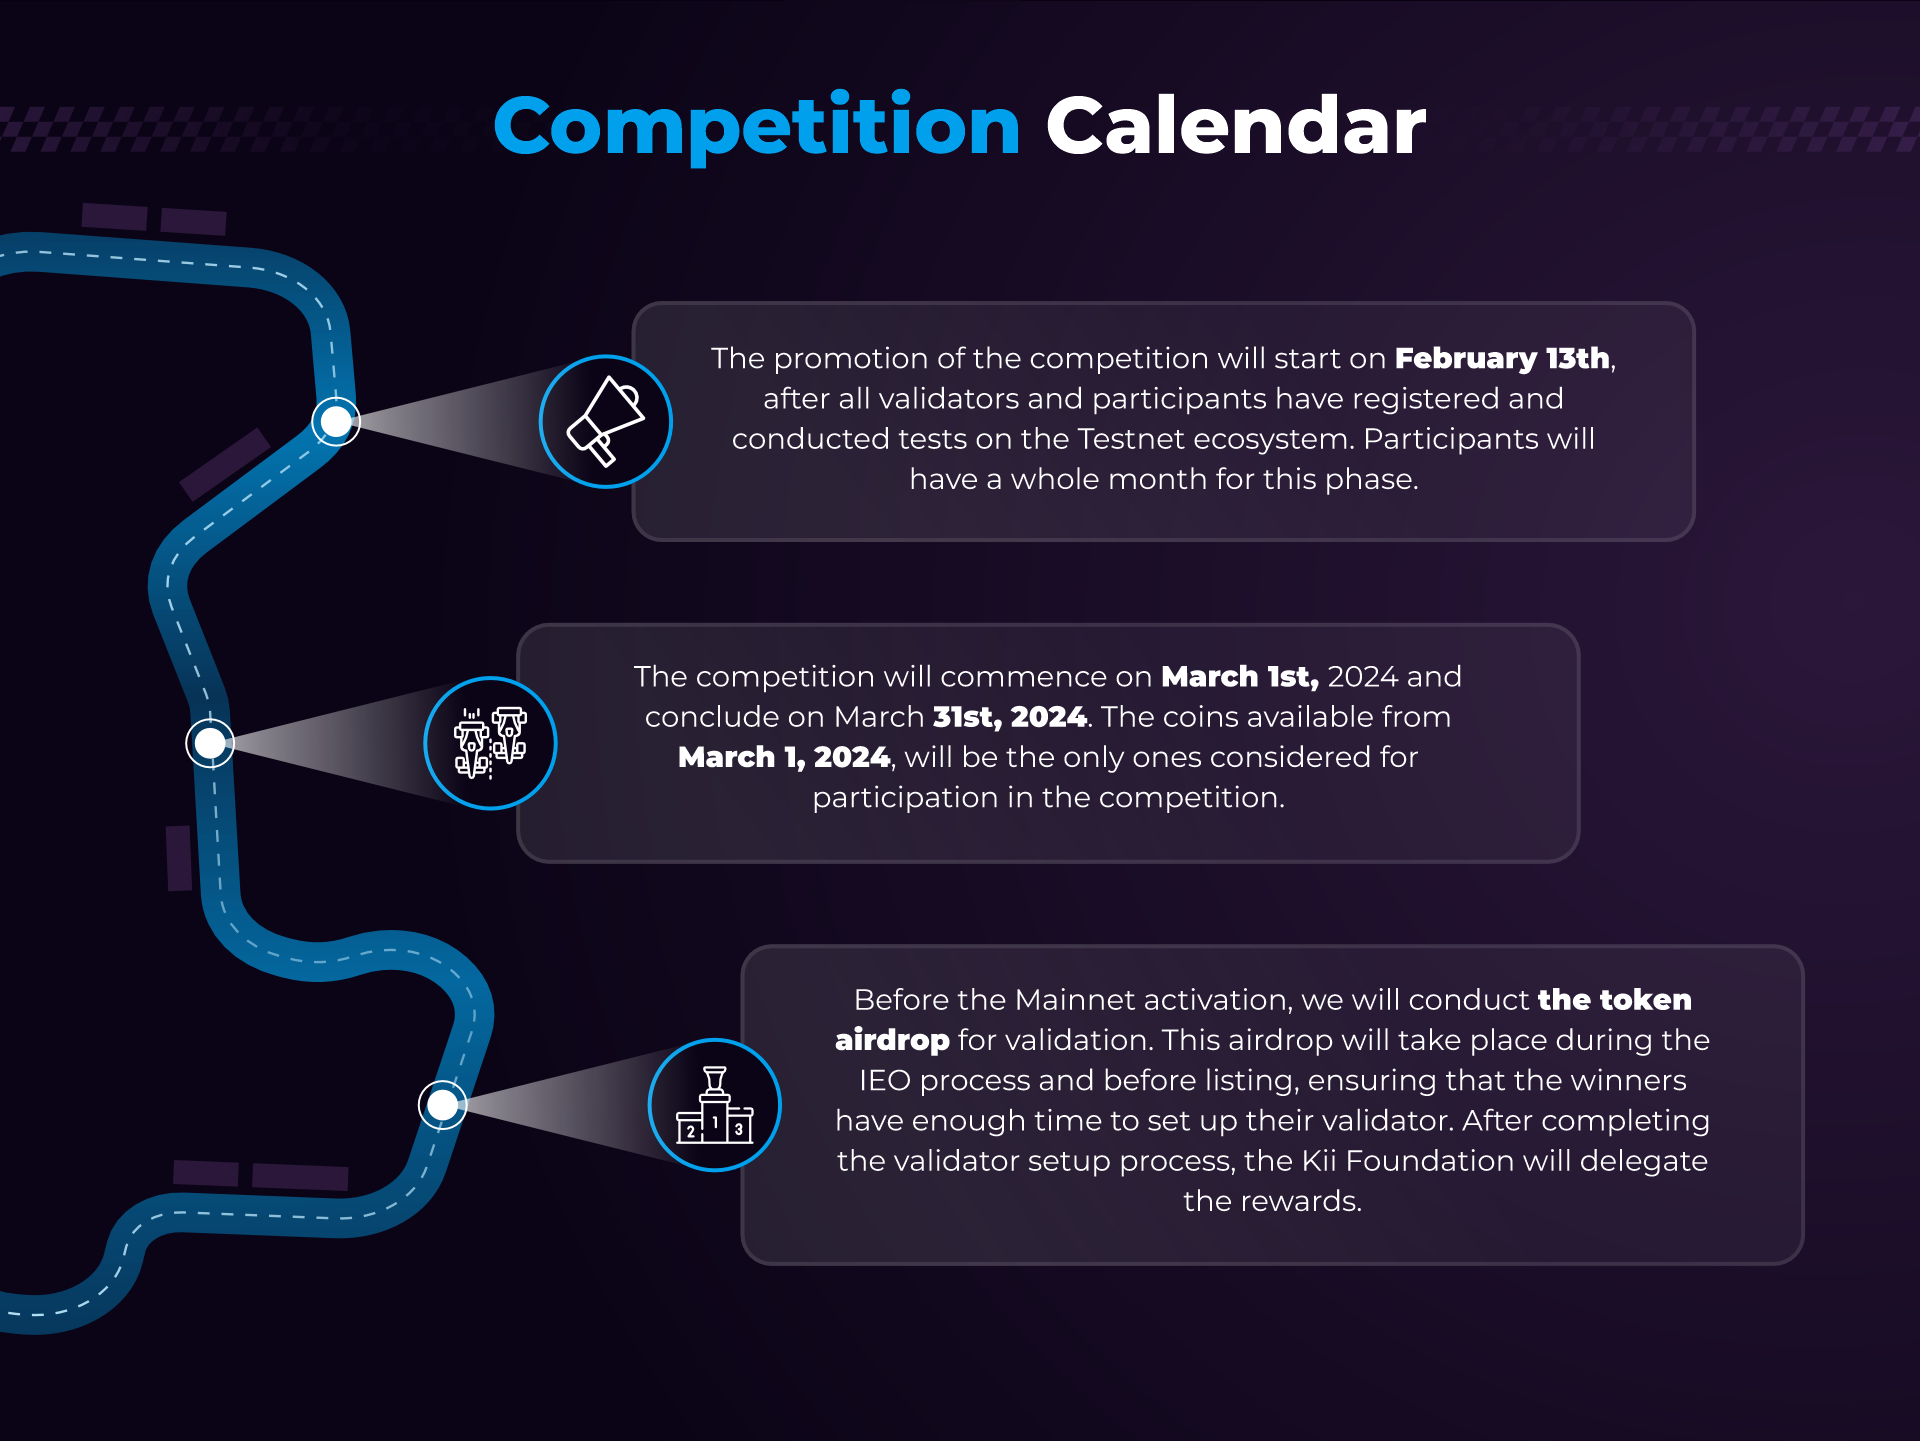 Competition Calendar
The promotion of the competition will start on February 13th,
after all validators and participants have registered and
conducted tests on the Testnet ecosystem. Participants will
have a whole month for this phase.
The competition will commence on March 1st, 2024 and
conclude on March 31st, 2024. The coins available from
March 1, 2024, will be the only ones considered for
participation in the competition.
Before the Mainnet activation, we will conduct the token
airdrop for validation. This airdrop will take place during the
IEO process and before listing, ensuring that the winners
have enough time to set up their validator. After completing
the validator setup process, the Kii Foundation will delegate
the rewards.
2 1 3